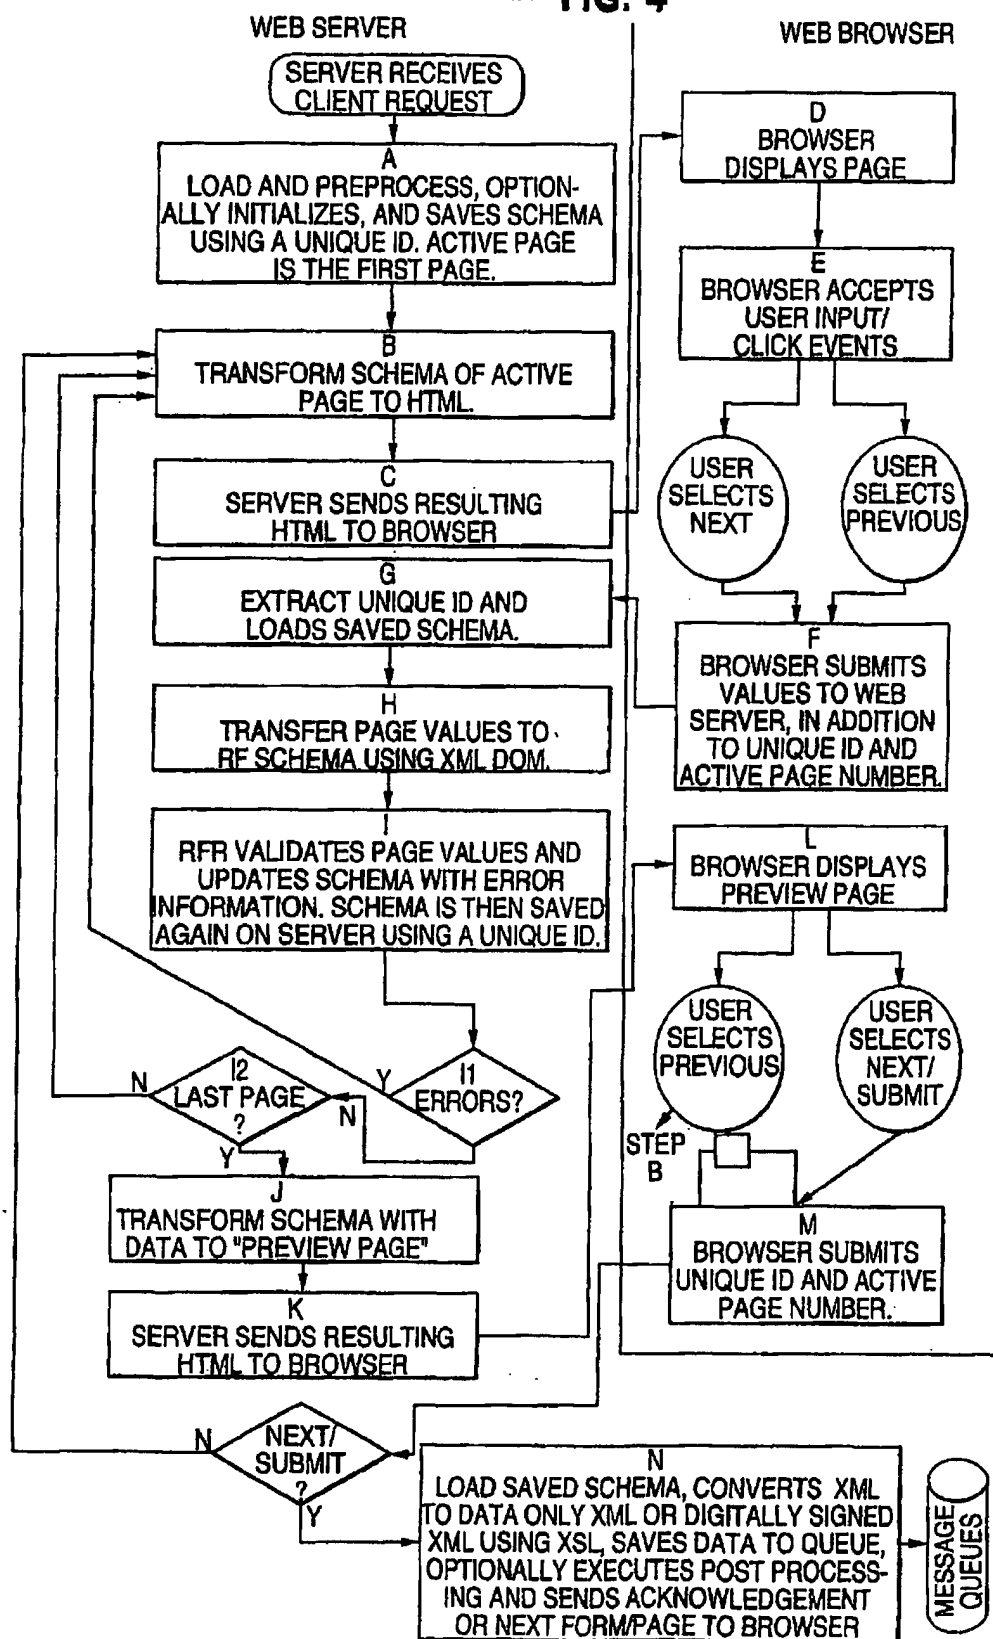 FIG. 4
WEB SERVER
WEB BROWSER
SERVER RECEIVES
CLIENT REQUEST
A
LOAD AND PREPROCESS, OPTION-
ALLY INITIALIZES, AND SAVES SCHEMA
USING A UNIQUE ID. ACTIVE PAGE
IS THE FIRST PAGE.
B
TRANSFORM SCHEMA OF ACTIVE
PAGE TO HTML.
C
SERVER SENDS RESULTING
HTML TO BROWSER
D
BROWSER
DISPLAYS PAGE
E
BROWSER ACCEPTS
USER INPUT/
CLICK EVENTS
USER
SELECTS
NEXT
USER
SELECTS
PREVIOUS
F
BROWSER SUBMITS
VALUES TO WEB
SERVER, IN ADDITION
TO UNIQUE ID AND
ACTIVE PAGE NUMBER.
G
EXTRACT UNIQUE ID AND
LOADS SAVED SCHEMA.
H
TRANSFER PAGE VALUES TO
RF SCHEMA USING XML DOM.
I
RFR VALIDATES PAGE VALUES AND
UPDATES SCHEMA WITH ERROR
INFORMATION. SCHEMA IS THEN SAVED
AGAIN ON SERVER USING A UNIQUE ID.
I1
ERRORS?
Y
N
I2
LAST PAGE
?
N
Y
J
TRANSFORM SCHEMA WITH
DATA TO "PREVIEW PAGE"
K
SERVER SENDS RESULTING
HTML TO BROWSER
L
BROWSER DISPLAYS
PREVIEW PAGE
USER
SELECTS
PREVIOUS
USER
SELECTS
NEXT/
SUBMIT
STEP
B
M
BROWSER SUBMITS
UNIQUE ID AND ACTIVE
PAGE NUMBER.
NEXT/
SUBMIT
?
N
Y
N
LOAD SAVED SCHEMA, CONVERTS XML
TO DATA ONLY XML OR DIGITALLY SIGNED
XML USING XSL, SAVES DATA TO QUEUE,
OPTIONALLY EXECUTES POST PROCESS-
ING AND SENDS ACKNOWLEDGEMENT
OR NEXT FORM/PAGE TO BROWSER
MESSAGE
QUEUES